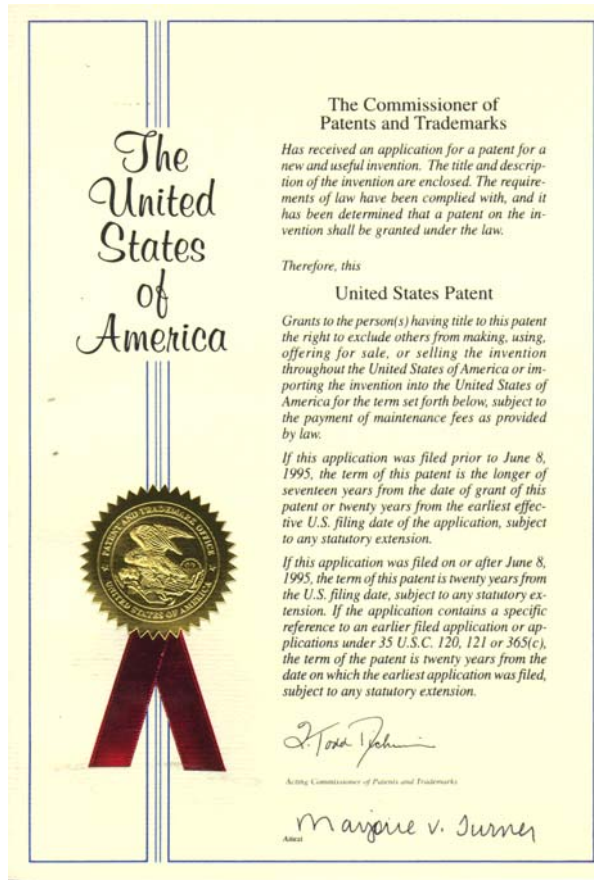 The
United
States
of
America
The Commissioner of
Patents and Trademarks
Has received an application for a patent for a
new and useful invention. The title and descrip-
tion of the invention are enclosed. The require-
ments of law have been complied with, and it
has been determined that a patent on the in-
vention shall be granted under the law.
Therefore, this
United States Patent
Grants to the person(s) having title to this patent
the right to exclude others from making, using,
offering for sale, or selling the invention
throughout the United States of America or im-
porting the invention into the United States of
America for the term set forth below, subject to
the payment of maintenance fees as provided
by law.
If this application was filed prior to June 8,
1995, the term of this patent is the longer of
seventeen years from the date of grant of this
patent or twenty years from the earliest effec-
tive U.S. filing date of the application, subject
to any statutory extension.
If this application was filed on or after June 8,
1995, the term of this patent is twenty years from
the U.S. filing date, subject to any statutory ex-
tension. If the application contains a specific
reference to an earlier filed application or ap-
plications under 35 U.S.C. 120, 121 or 365(c),
the term of the patent is twenty years from the
date on which the earliest application was filed,
subject to any statutory extension.
PATENT AND TRADEMARK OFFICE
UNITED STATES OF AMERICA
Todd
Acting Commissioner of Patents and Trademarks
Marjorie V. Turner
Attest